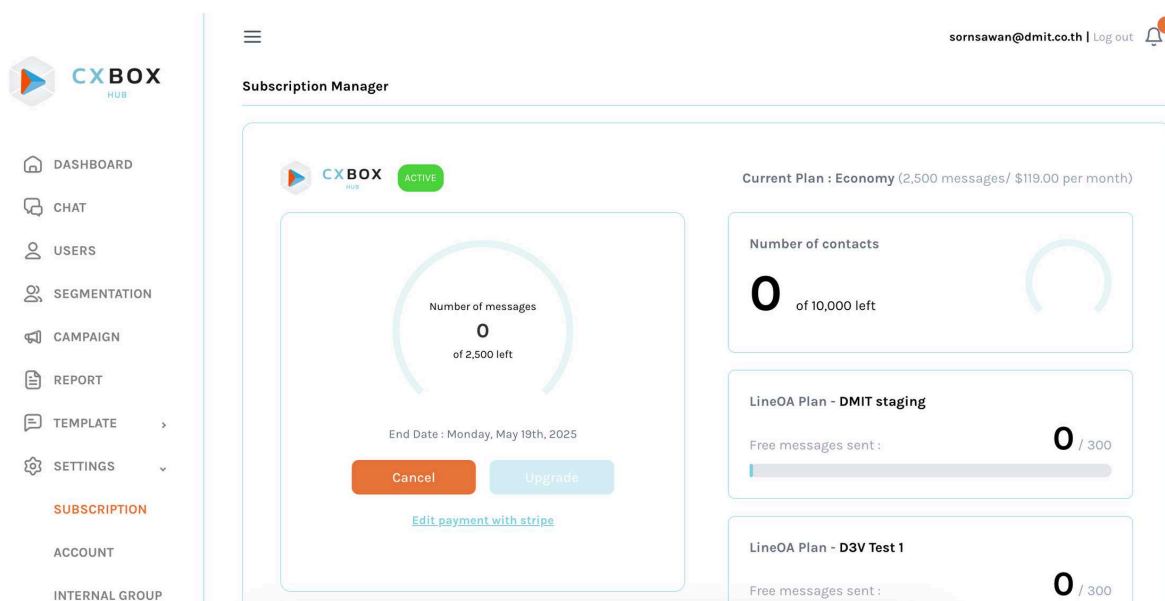 sornsawan@dmit.co.th | Log out
CXBOX
HUB
Subscription Manager
DASHBOARD
CHAT
USERS
SEGMENTATION
CAMPAIGN
REPORT
TEMPLATE
SETTINGS
SUBSCRIPTION
ACCOUNT
INTERNAL GROUP
CXBOX
HUB
ACTIVE
Current Plan : Economy (2,500 messages/ $119.00 per month)
Number of messages
0
of 2,500 left
End Date : Monday, May 19th, 2025
Cancel
Upgrade
Edit payment with stripe
Number of contacts
0 of 10,000 left
LineOA Plan - DMIT staging
Free messages sent : 0 / 300
LineOA Plan - D3V Test 1
Free messages sent : 0 / 300